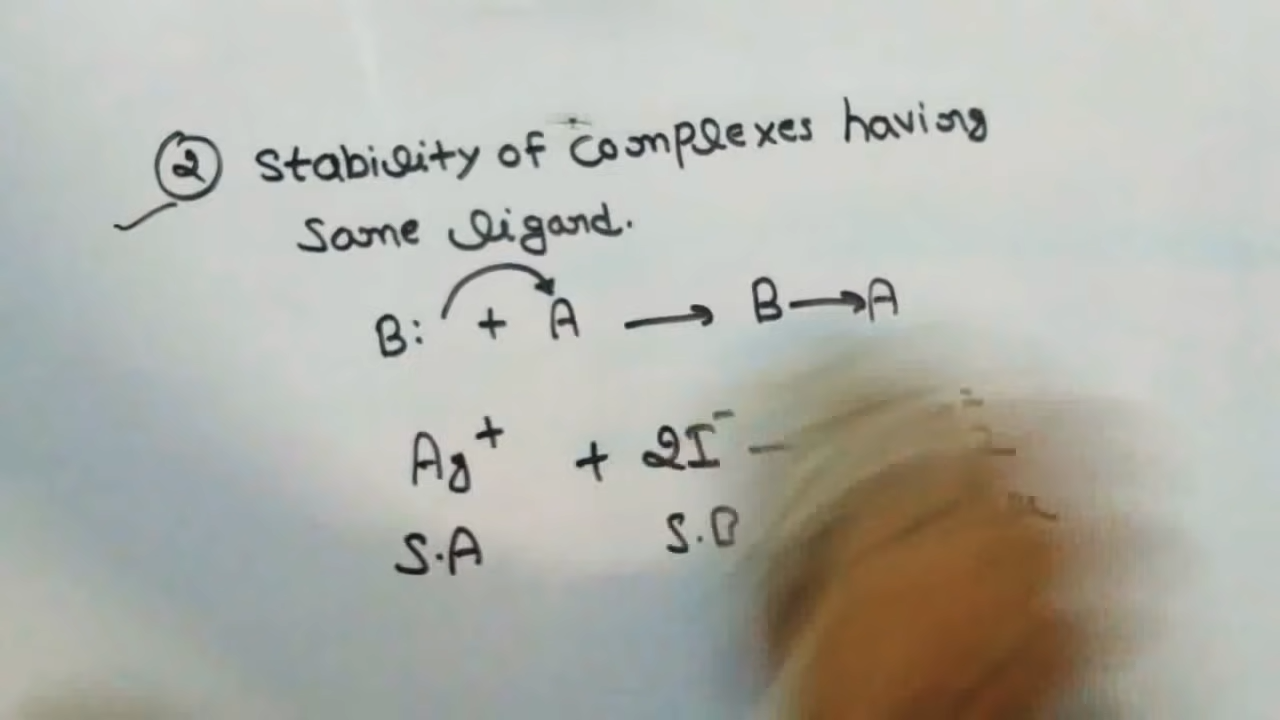 ② Stability of complexes having
Same ligand.
B: + A ⟶ B⟶A
Ag⁺ + 2I⁻ –
S.A S.B